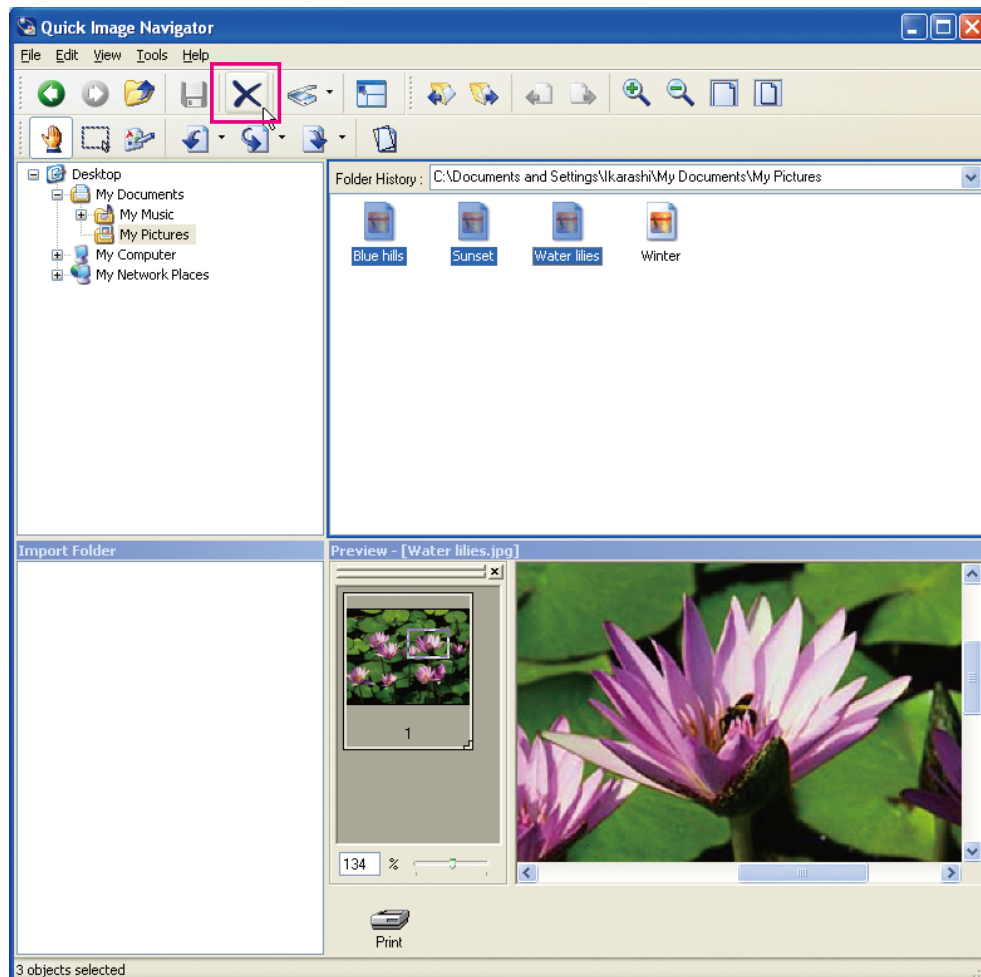 Quick Image Navigator
File Edit View Tools Help
Desktop
My Documents
My Music
My Pictures
My Computer
My Network Places
Folder History : C:\Documents and Settings\Ikarashi\My Documents\My Pictures
Blue hills Sunset Water lilies Winter
Import Folder
Preview - [Water lilies.jpg]
1
134 %
Print
3 objects selected